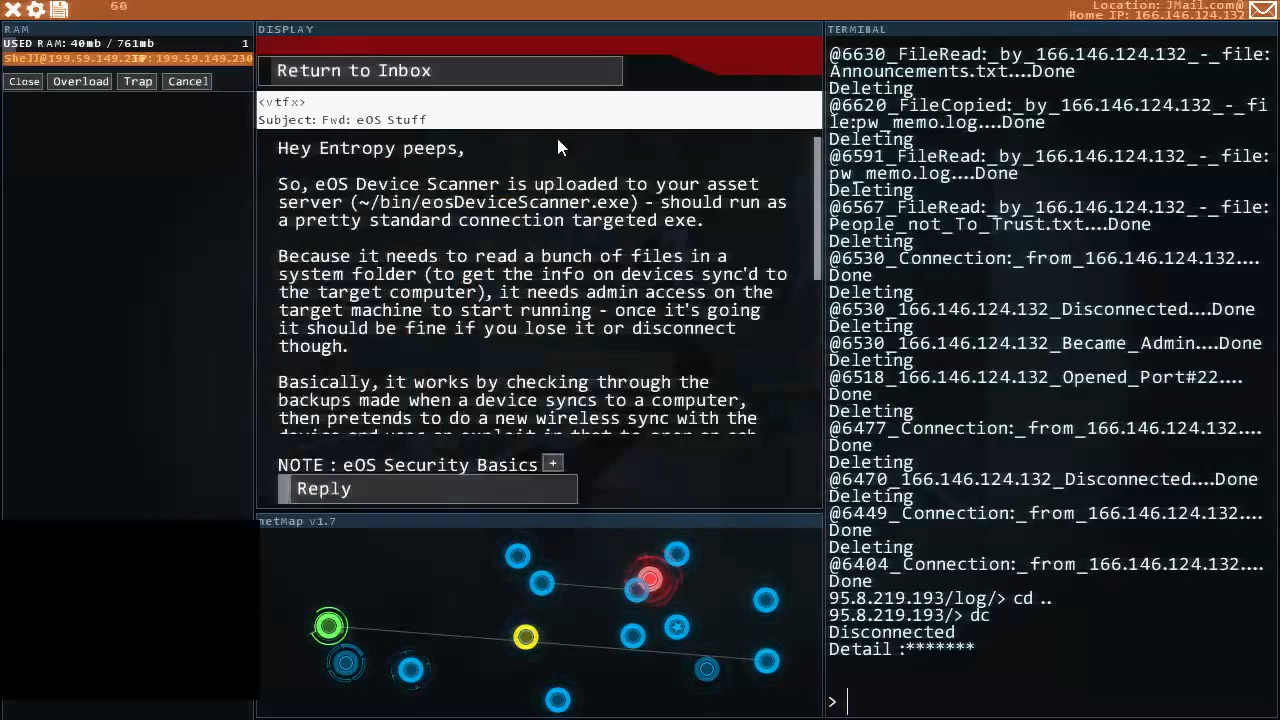 60
Location: JMail.com@
Home IP: 166.146.124.132
RAM
USED RAM: 40mb / 761mb 1
Shell@199.59.149.23 IP: 199.59.149.230
Close Overload Trap Cancel
DISPLAY
Return to Inbox
<vtfx>
Subject: Fwd: eOS Stuff
Hey Entropy peeps,
So, eOS Device Scanner is uploaded to your asset
server (~/bin/eosDeviceScanner.exe) - should run as
a pretty standard connection targeted exe.
Because it needs to read a bunch of files in a
system folder (to get the info on devices sync'd to
the target computer), it needs admin access on the
target machine to start running - once it's going
it should be fine if you lose it or disconnect
though.
Basically, it works by checking through the
backups made when a device syncs to a computer,
then pretends to do a new wireless sync with the
NOTE : eOS Security Basics +
Reply
netMap v1.7
TERMINAL
@6630_FileRead:_by_166.146.124.132_-_file:
Announcements.txt....Done
Deleting
@6620_FileCopied:_by_166.146.124.132_-_fi
le:pw_memo.log....Done
Deleting
@6591_FileRead:_by_166.146.124.132_-_file:
pw_memo.log....Done
Deleting
@6567_FileRead:_by_166.146.124.132_-_file:
People_not_To_Trust.txt....Done
Deleting
@6530_Connection:_from_166.146.124.132....
Done
Deleting
@6530_166.146.124.132_Disconnected....Done
Deleting
@6530_166.146.124.132_Became_Admin....Done
Deleting
@6518_166.146.124.132_Opened_Port#22....
Done
Deleting
@6477_Connection:_from_166.146.124.132....
Done
Deleting
@6470_166.146.124.132_Disconnected....Done
Deleting
@6449_Connection:_from_166.146.124.132....
Done
Deleting
@6404_Connection:_from_166.146.124.132....
Done
95.8.219.193/log/> cd ..
95.8.219.193/> dc
Disconnected
Detail :*******
>